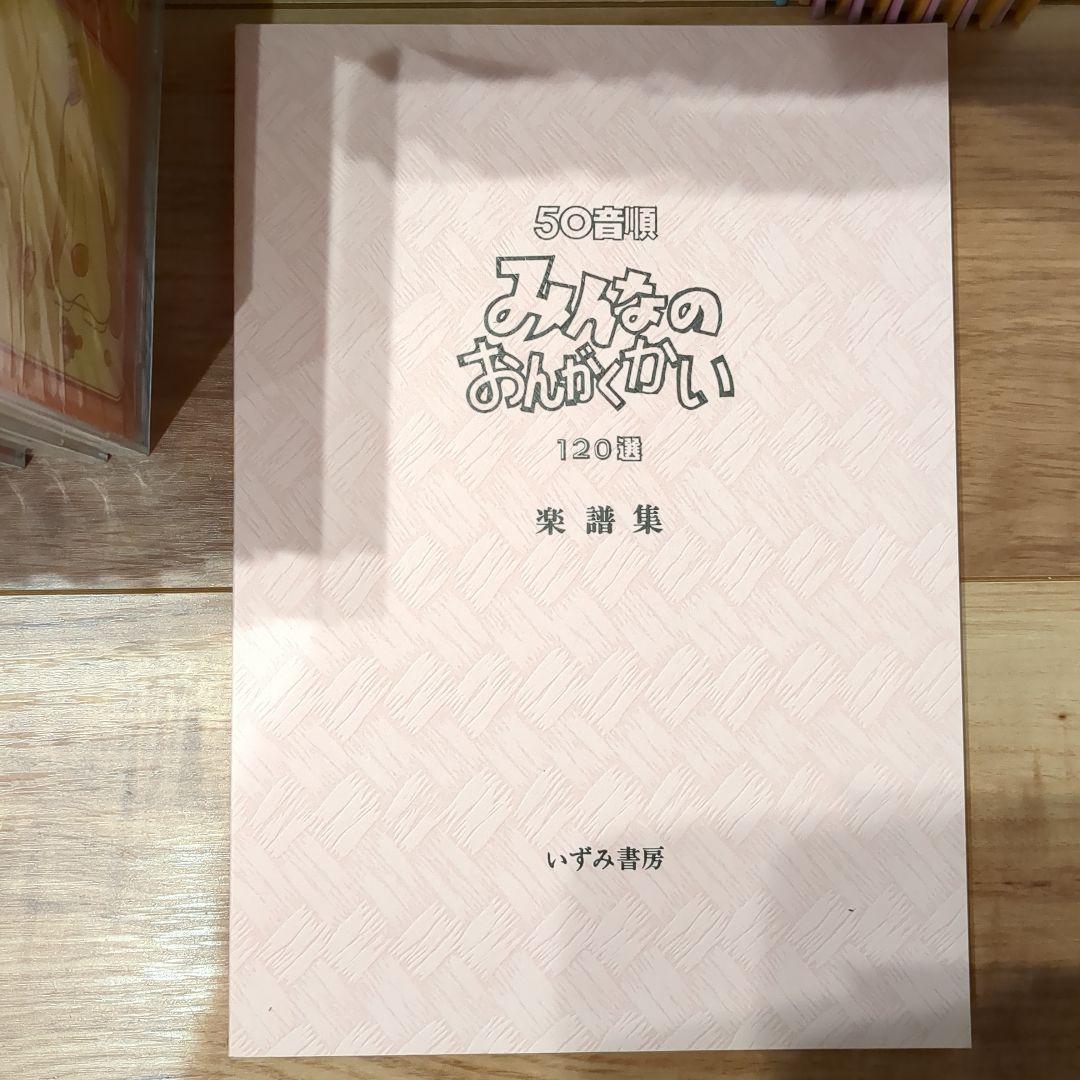 50音順
みんなの
おんがくかい
120選
楽譜集
いずみ書房